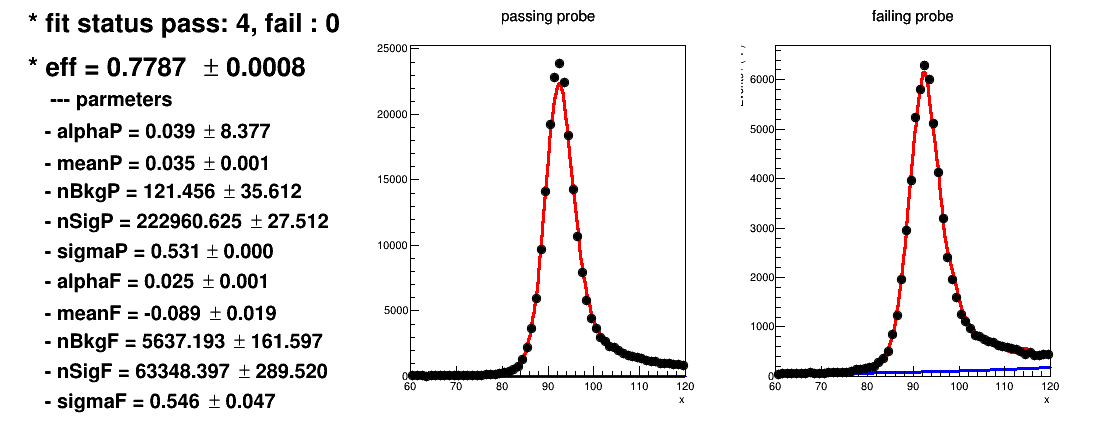 * fit status pass: 4, fail : 0
* eff = 0.7787 ± 0.0008
--- parmeters
- alphaP = 0.039 ± 8.377
- meanP = 0.035 ± 0.001
- nBkgP = 121.456 ± 35.612
- nSigP = 222960.625 ± 27.512
- sigmaP = 0.531 ± 0.000
- alphaF = 0.025 ± 0.001
- meanF = -0.089 ± 0.019
- nBkgF = 5637.193 ± 161.597
- nSigF = 63348.397 ± 289.520
- sigmaF = 0.546 ± 0.047
passing probe
25000
20000
15000
10000
5000
0
60 70 80 90 100 110 120
x
failing probe
6000
5000
4000
3000
2000
1000
0
60 70 80 90 100 110 120
x